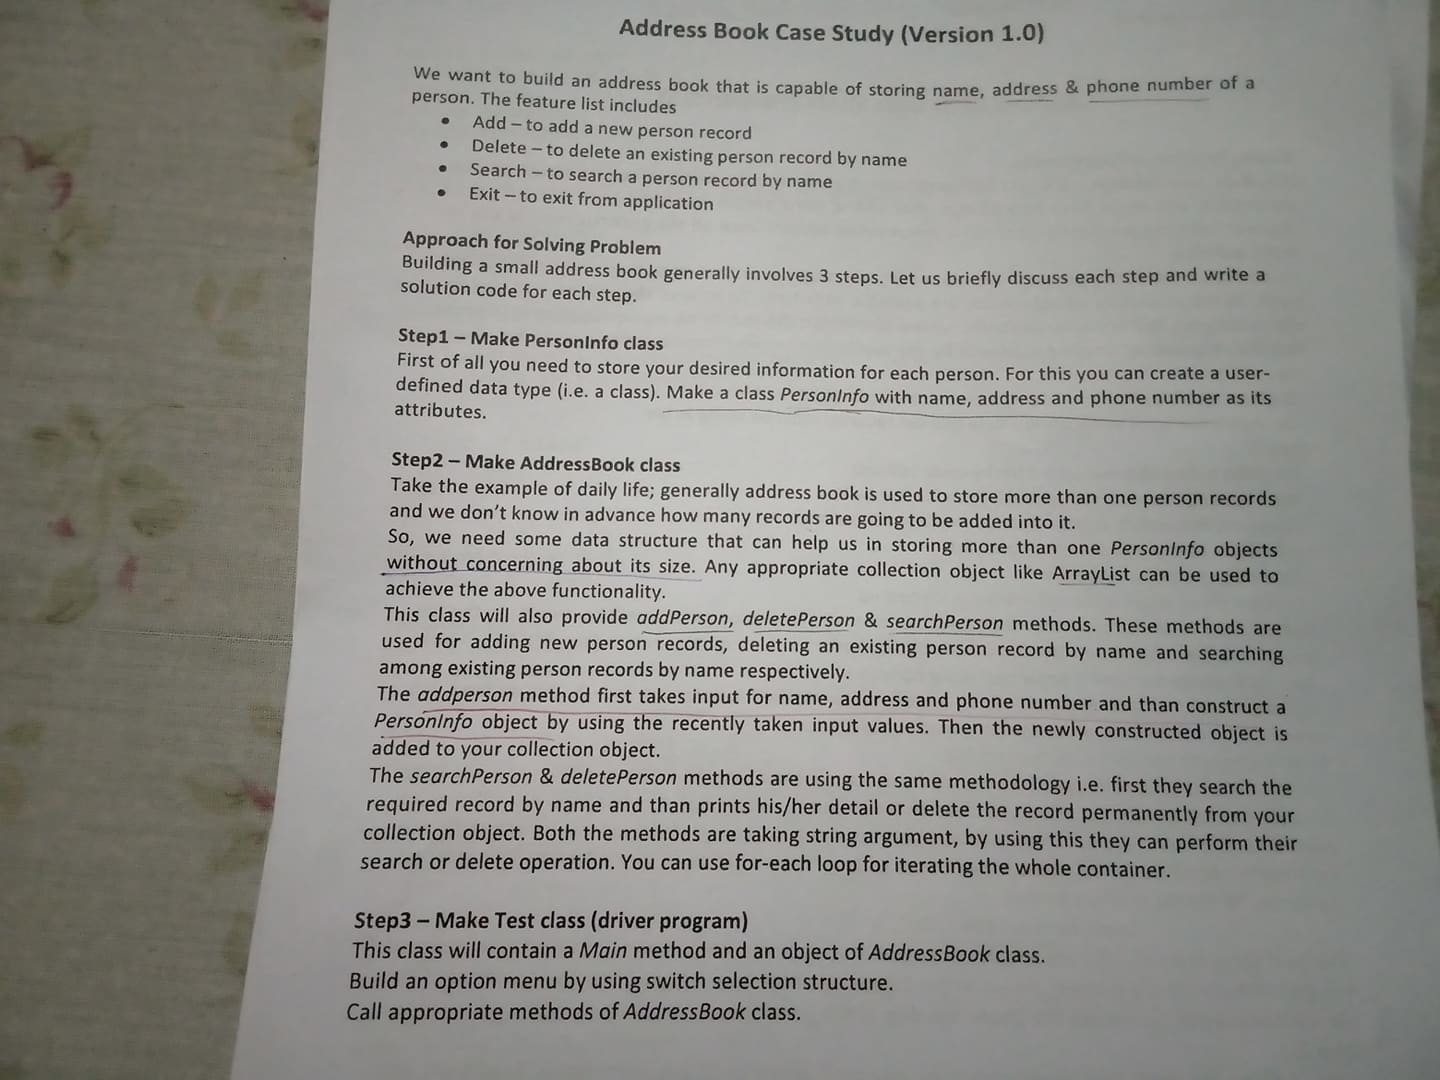 Address Book Case Study (Version 1.0)
We want to build an address book that is capable of storing name, address & phone number of a
person. The feature list includes
• Add – to add a new person record
• Delete – to delete an existing person record by name
• Search – to search a person record by name
• Exit – to exit from application
Approach for Solving Problem
Building a small address book generally involves 3 steps. Let us briefly discuss each step and write a
solution code for each step.
Step1 – Make PersonInfo class
First of all you need to store your desired information for each person. For this you can create a user-
defined data type (i.e. a class). Make a class PersonInfo with name, address and phone number as its
attributes.
Step2 – Make AddressBook class
Take the example of daily life; generally address book is used to store more than one person records
and we don't know in advance how many records are going to be added into it.
So, we need some data structure that can help us in storing more than one PersonInfo objects
without concerning about its size. Any appropriate collection object like ArrayList can be used to
achieve the above functionality.
This class will also provide addPerson, deletePerson & searchPerson methods. These methods are
used for adding new person records, deleting an existing person record by name and searching
among existing person records by name respectively.
The addperson method first takes input for name, address and phone number and than construct a
PersonInfo object by using the recently taken input values. Then the newly constructed object is
added to your collection object.
The searchPerson & deletePerson methods are using the same methodology i.e. first they search the
required record by name and than prints his/her detail or delete the record permanently from your
collection object. Both the methods are taking string argument, by using this they can perform their
search or delete operation. You can use for-each loop for iterating the whole container.
Step3 – Make Test class (driver program)
This class will contain a Main method and an object of AddressBook class.
Build an option menu by using switch selection structure.
Call appropriate methods of AddressBook class.